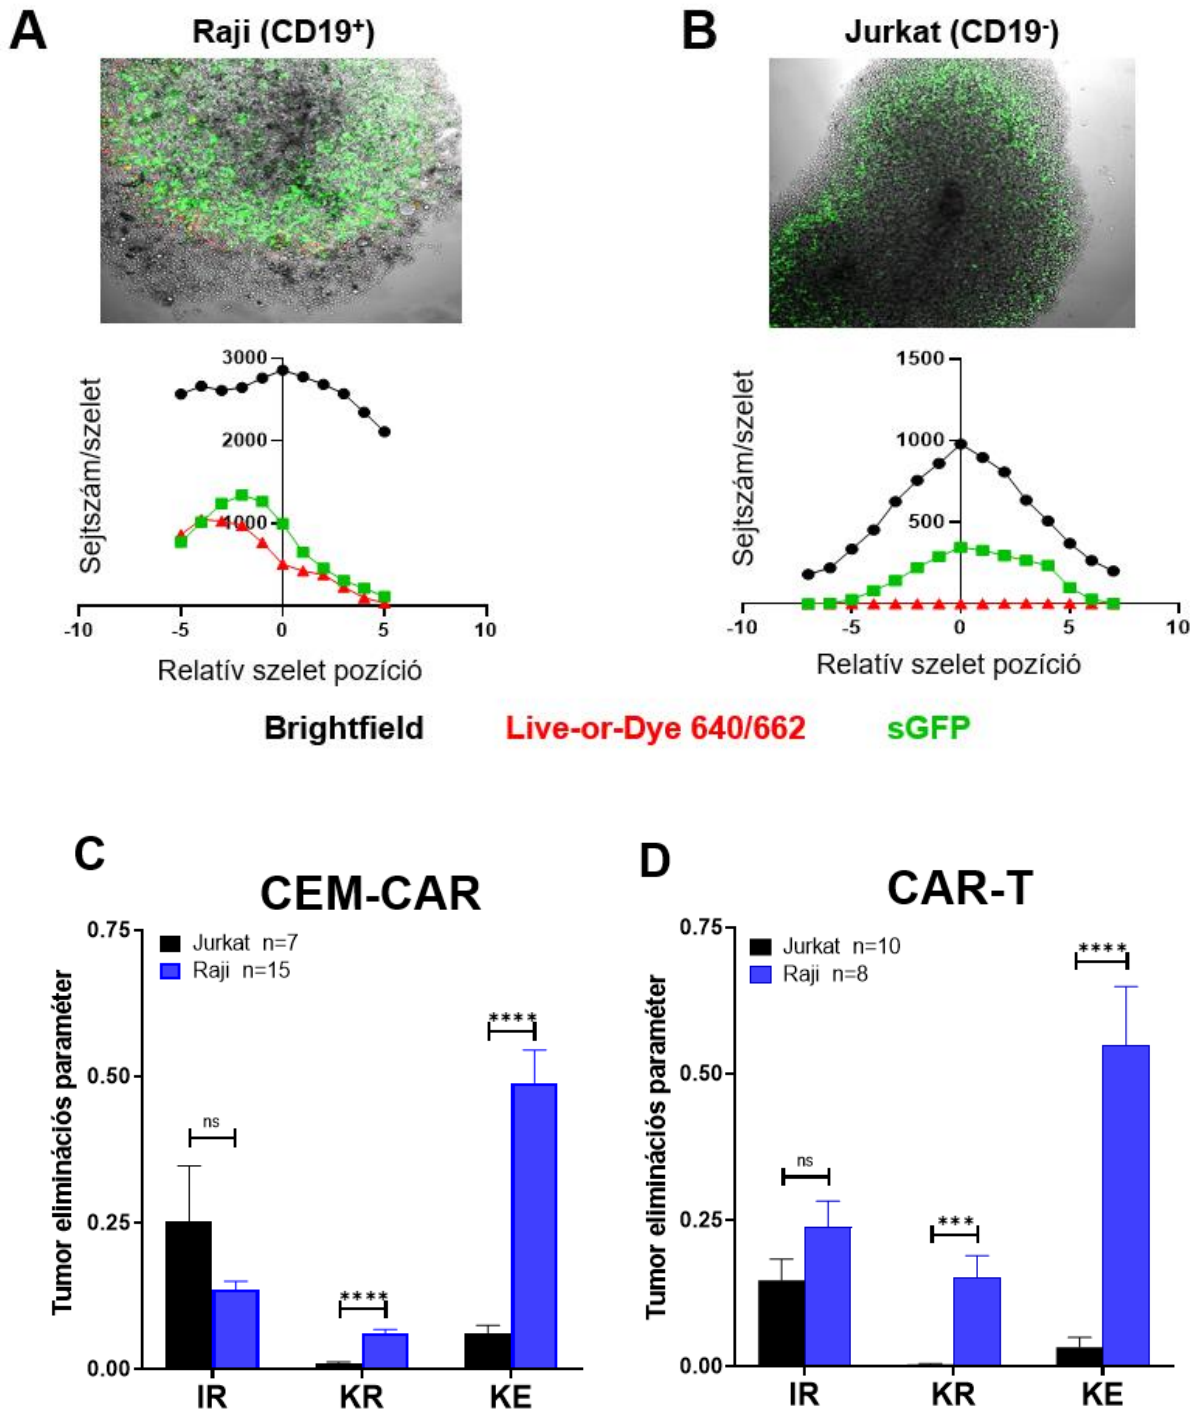 A
Raji (CD19⁺)
B
Jurkat (CD19⁻)
3000
2000
1000
Sejtszám/szelet
-10
-5
0
5
10
Relatív szelet pozíció
1500
1000
500
Sejtszám/szelet
-10
-5
0
5
10
Relatív szelet pozíció
Brightfield Live-or-Dye 640/662 sGFP
C
CEM-CAR
0.75
0.50
0.25
0.00
Tumor eliminációs paraméter
Jurkat n=7
Raji n=15
ns
****
****
IR
KR
KE
D
CAR-T
0.75
0.50
0.25
0.00
Tumor eliminációs paraméter
Jurkat n=10
Raji n=8
ns
***
****
IR
KR
KE